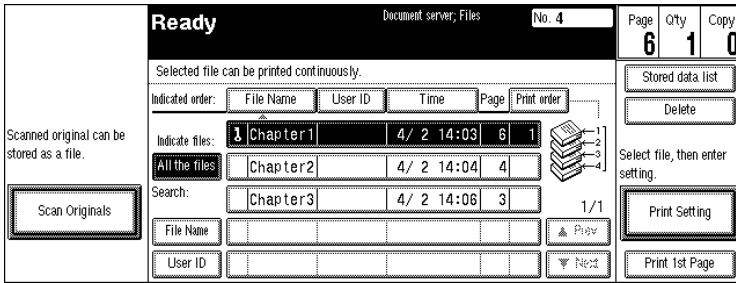 Ready
Document server; Files
No. 4
Page Q'ty Copy
6 1 0
Selected file can be printed continuously.
Indicated order: File Name User ID Time Page Print order
Stored data list
Delete
Scanned original can be
stored as a file.
Indicate files:
All the files
Search:
File Name
User ID
Chapter1 4/ 2 14:03 6 1
Chapter2 4/ 2 14:04 4
Chapter3 4/ 2 14:06 3
1
2
3
4
1/1
▲ Prev
▼ Next
Select file, then enter
setting.
Scan Originals
Print Setting
Print 1st Page